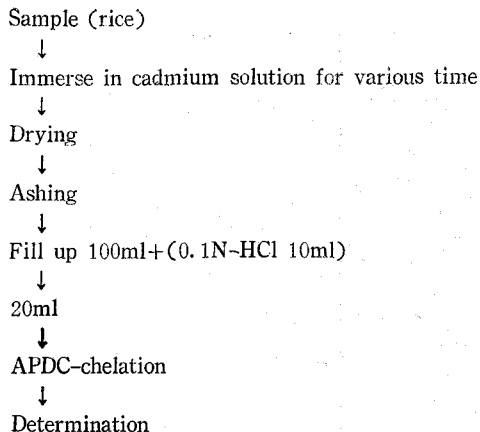 Sample (rice)
↓
Immerse in cadmium solution for various time
↓
Drying
↓
Ashing
↓
Fill up 100ml+(0.1N-HCl 10ml)
↓
20ml
↓
APDC-chelation
↓
Determination